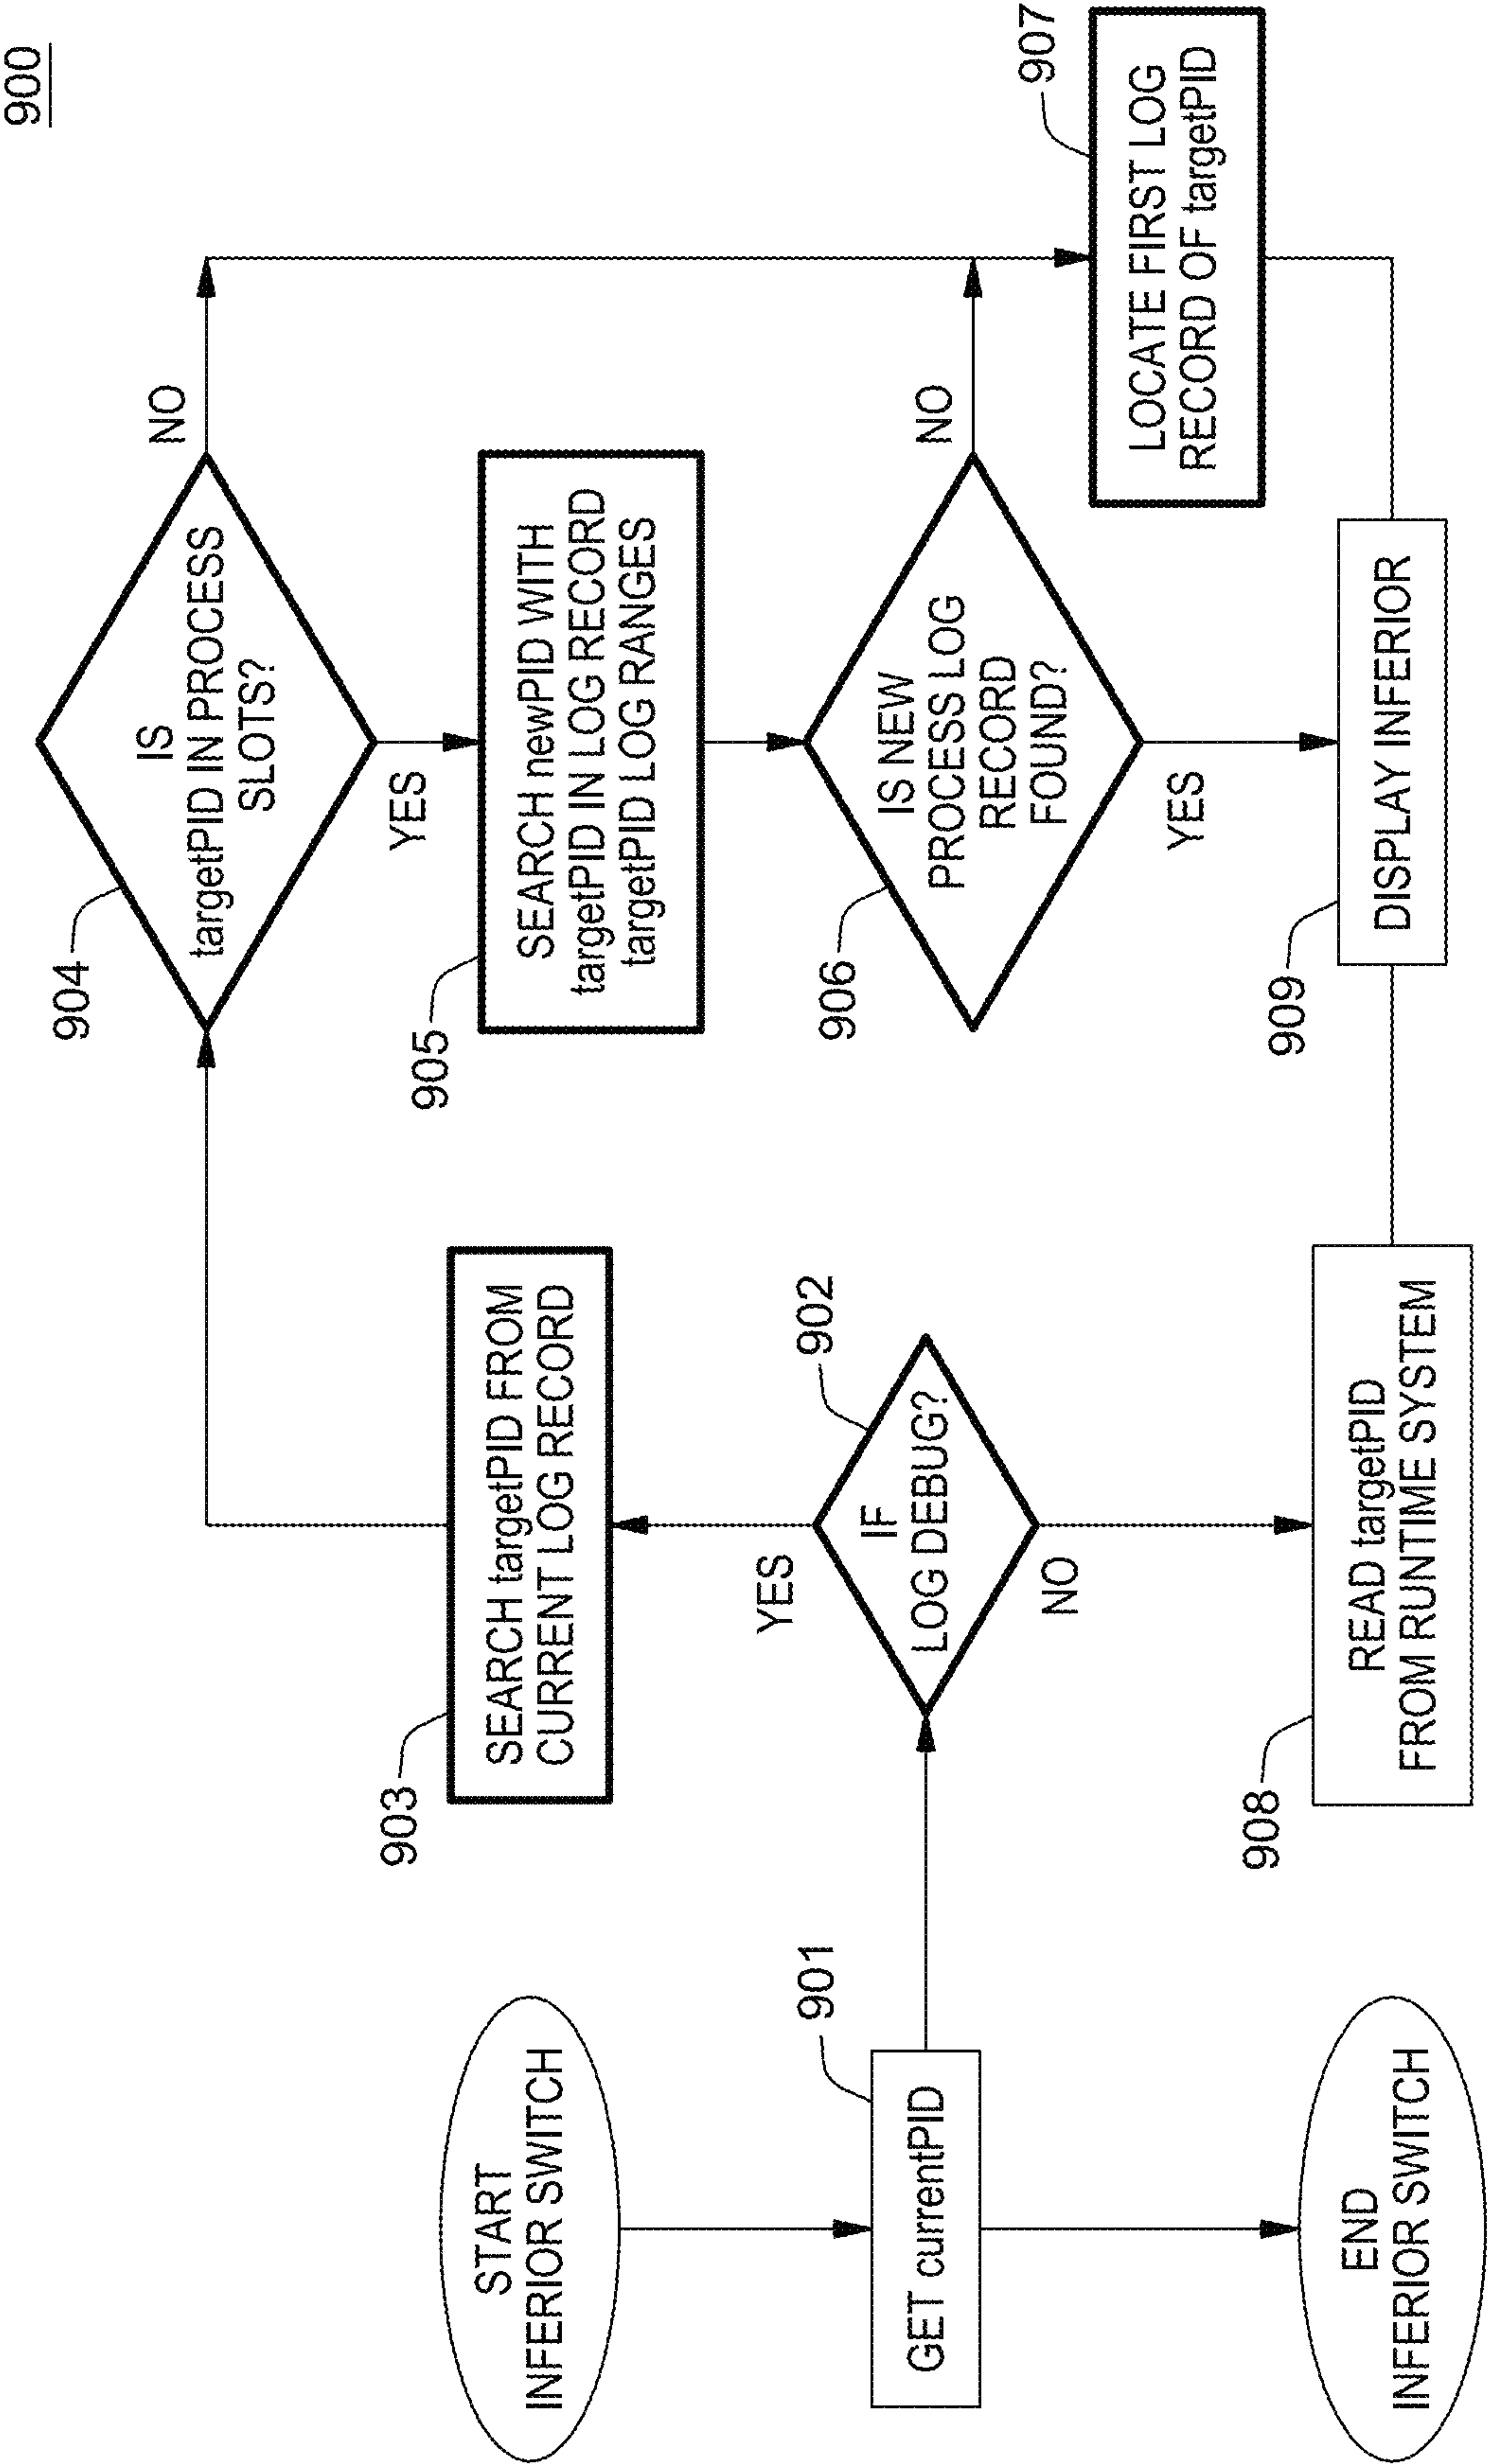 900
START
INFERIOR SWITCH
901
GET currentPID
END
INFERIOR SWITCH
902
IF
LOG DEBUG?
YES
NO
903
SEARCH targetPID FROM
CURRENT LOG RECORD
908
READ targetPID
FROM RUNTIME SYSTEM
904
IS
targetPID IN PROCESS
SLOTS?
NO
YES
905
SEARCH newPID WITH
targetPID IN LOG RECORD
targetPID LOG RANGES
906
IS NEW
PROCESS LOG
RECORD
FOUND?
NO
YES
907
LOCATE FIRST LOG
RECORD OF targetPID
909
DISPLAY INFERIOR